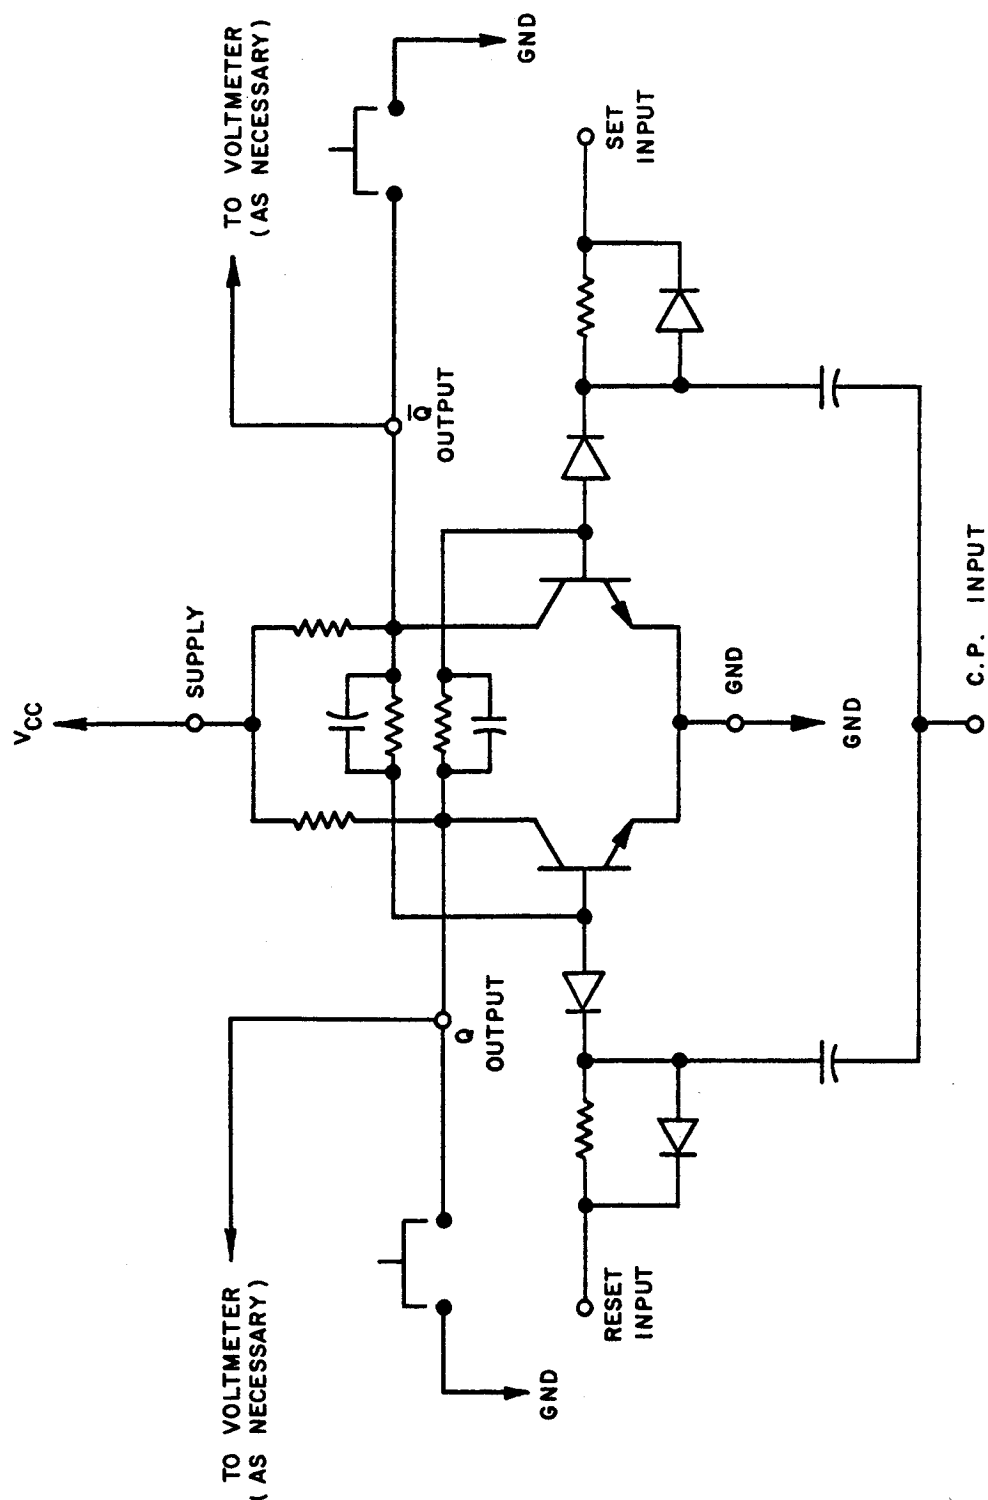 TO VOLTMETER
(AS NECESSARY)
GND
SET
INPUT
Q̅
OUTPUT
SUPPLY
VCC
GND
GND
C.P. INPUT
Q
OUTPUT
RESET
INPUT
TO VOLTMETER
(AS NECESSARY)
GND